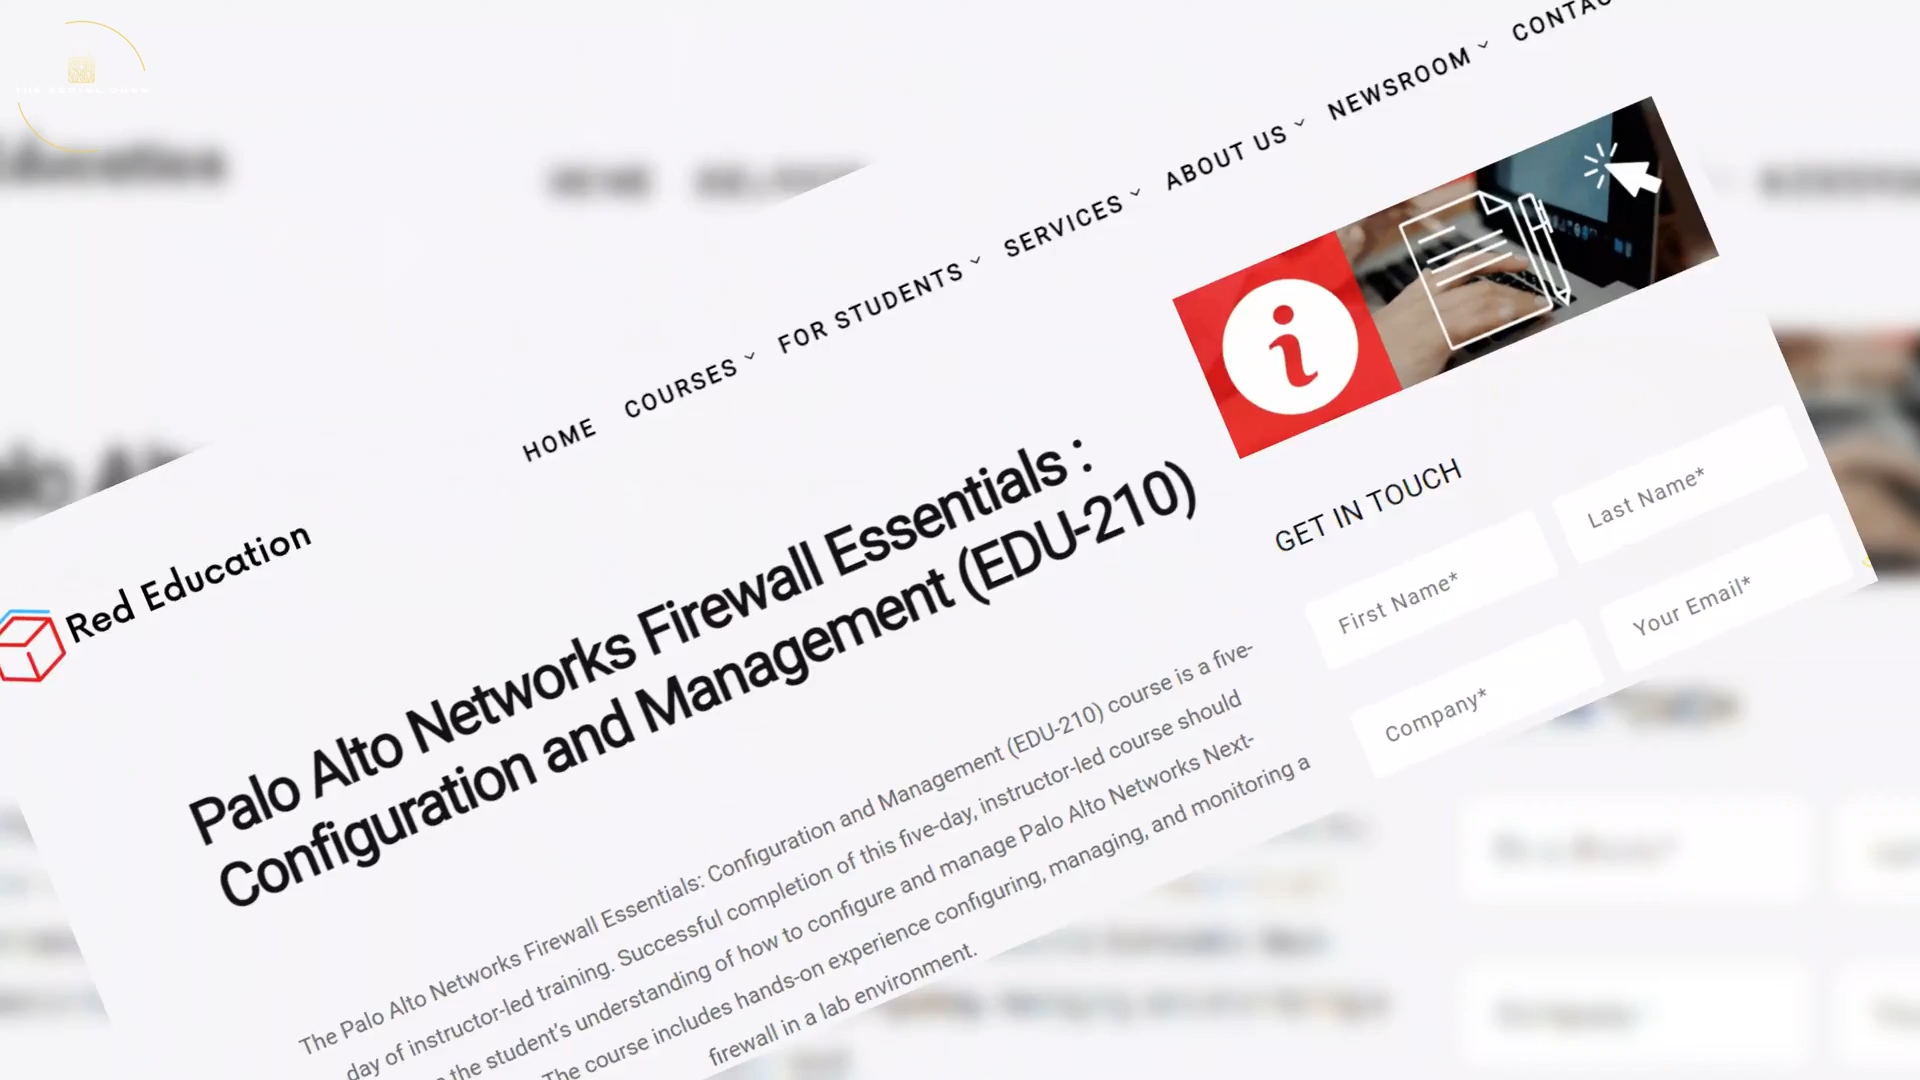 HOME COURSES FOR STUDENTS SERVICES ABOUT US NEWSROOM
Red Education
Palo Alto Networks Firewall Essentials :
Configuration and Management (EDU-210)
The Palo Alto Networks Firewall Essentials: Configuration and Management (EDU-210) course is a five-
day of instructor-led training. Successful completion of this five-day, instructor-led course should
the student's understanding of how to configure and manage Palo Alto Networks Next-
The course includes hands-on experience configuring, managing, and monitoring a
firewall in a lab environment.
i
GET IN TOUCH
First Name* Last Name*
Company* Your Email*